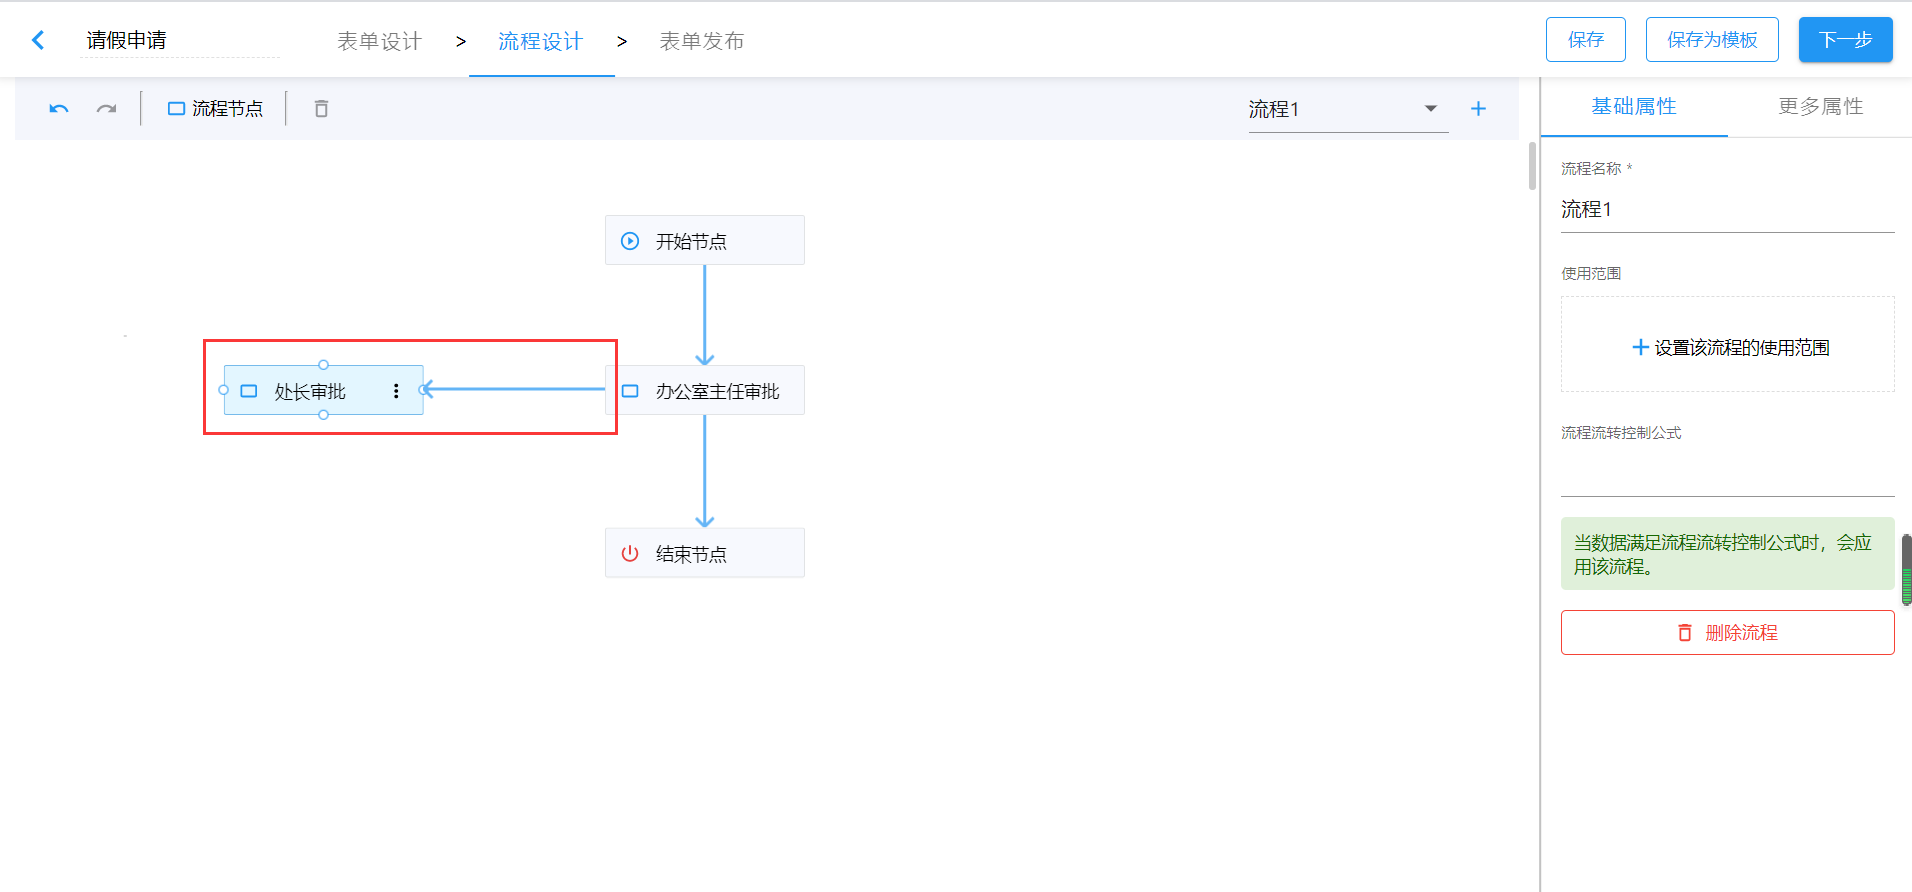 请假申请
表单设计 > 流程设计 > 表单发布
保存
保存为模板
下一步
流程节点
流程1
基础属性
更多属性
流程名称 *
流程1
使用范围
设置该流程的使用范围
流程流转控制公式
当数据满足流程流转控制公式时，会应
用该流程。
删除流程
开始节点
处长审批
办公室主任审批
结束节点